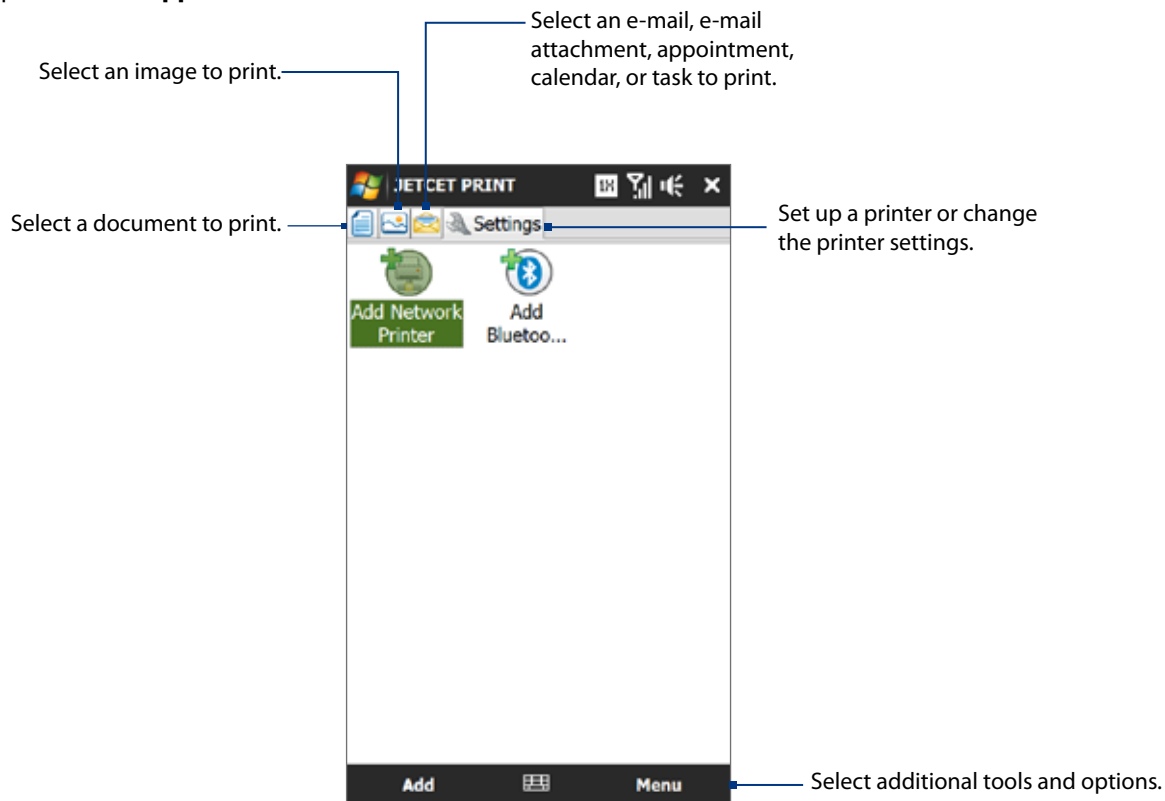 Select an e-mail, e-mail
attachment, appointment,
calendar, or task to print.
Select an image to print.
JETCET PRINT
1X
Select a document to print.
Settings
Set up a printer or change
the printer settings.
Add Network
Printer
Add
Bluetoo...
Add
Menu
Select additional tools and options.